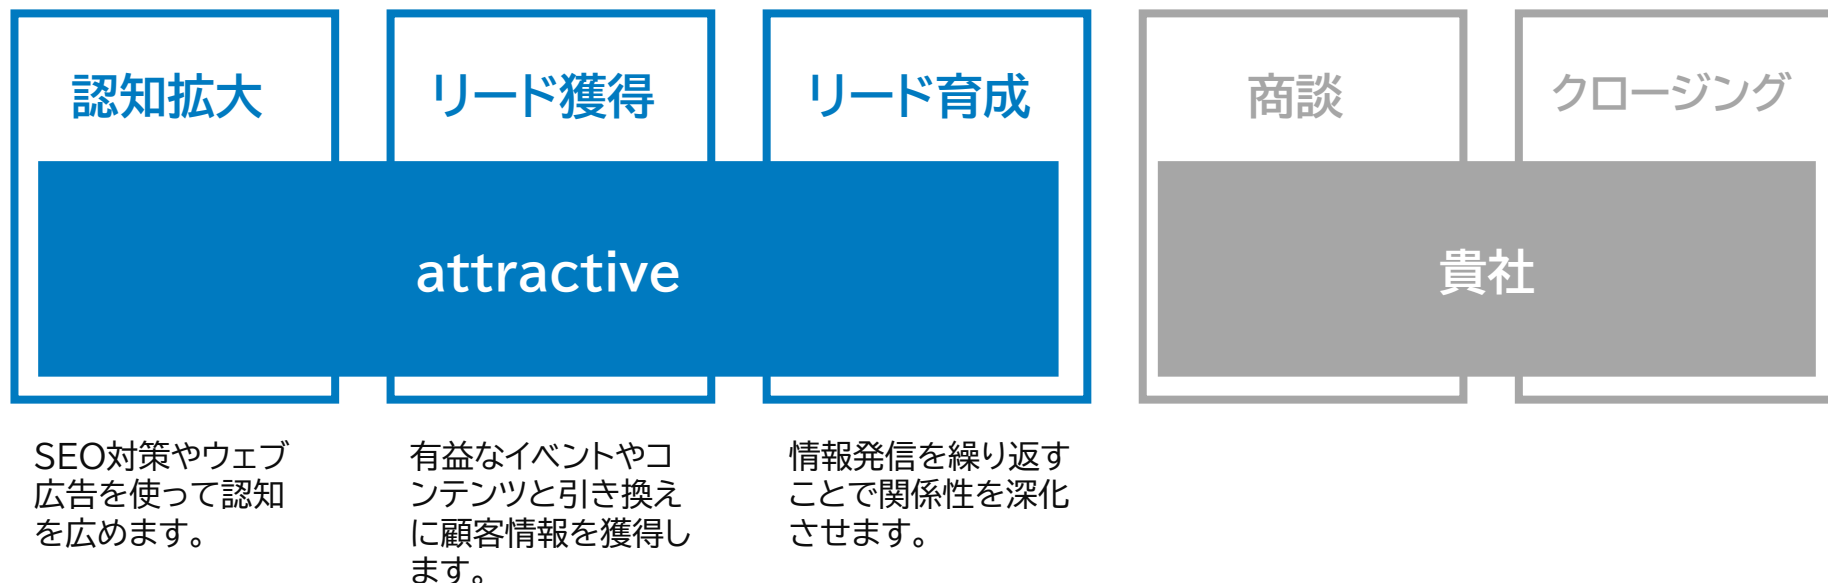 認知拡大
リード獲得
リード育成
商談
クロージング
attractive
貴社
SEO対策やウェブ
広告を使って認知
を広めます。
有益なイベントやコ
ンテンツと引き換え
に顧客情報を獲得し
ます。
情報発信を繰り返す
ことで関係性を深化
させます。